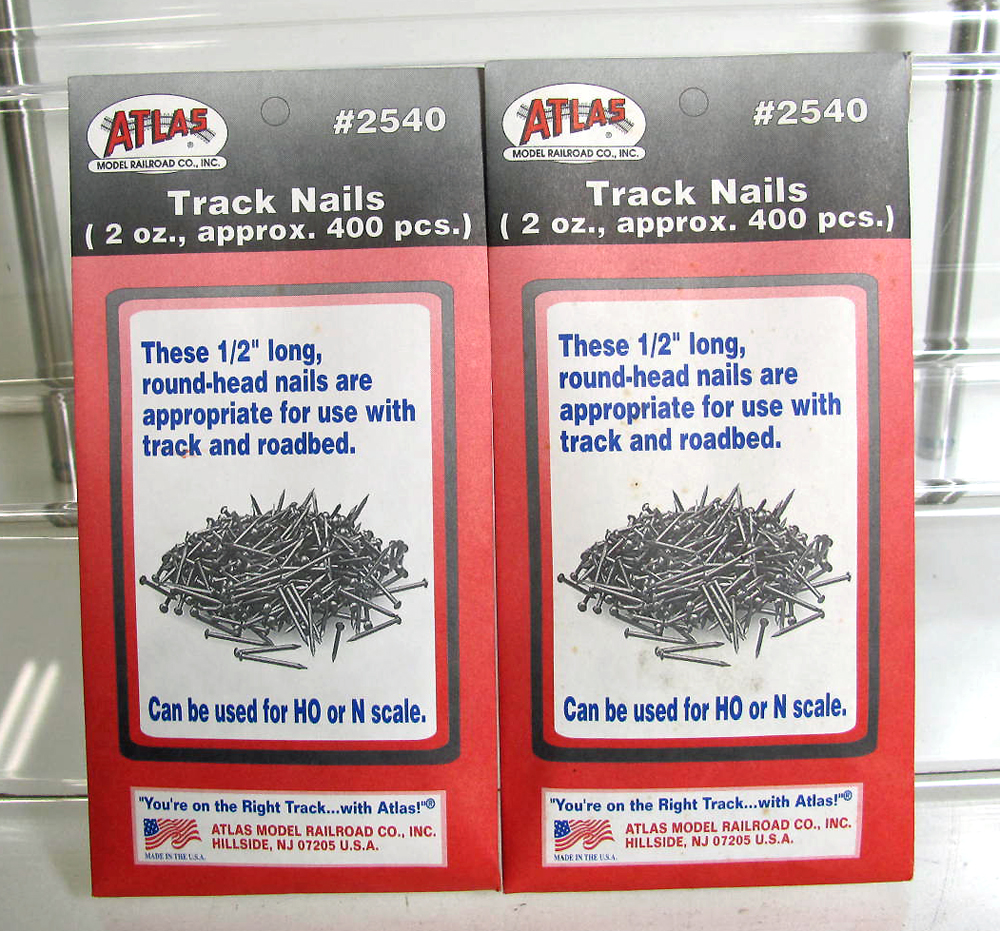 ATLAS
®
MODEL RAILROAD CO., INC.
#2540
Track Nails
( 2 oz., approx. 400 pcs.)
These 1/2" long,
round-head nails are
appropriate for use with
track and roadbed.
Can be used for HO or N scale.
"You're on the Right Track...with Atlas!"®
ATLAS MODEL RAILROAD CO., INC.
HILLSIDE, NJ 07205 U.S.A.
MADE IN THE U.S.A.
ATLAS
®
MODEL RAILROAD CO., INC.
#2540
Track Nails
( 2 oz., approx. 400 pcs.)
These 1/2" long,
round-head nails are
appropriate for use with
track and roadbed.
Can be used for HO or N scale.
"You're on the Right Track...with Atlas!"®
ATLAS MODEL RAILROAD CO., INC.
HILLSIDE, NJ 07205 U.S.A.
MADE IN THE U.S.A.